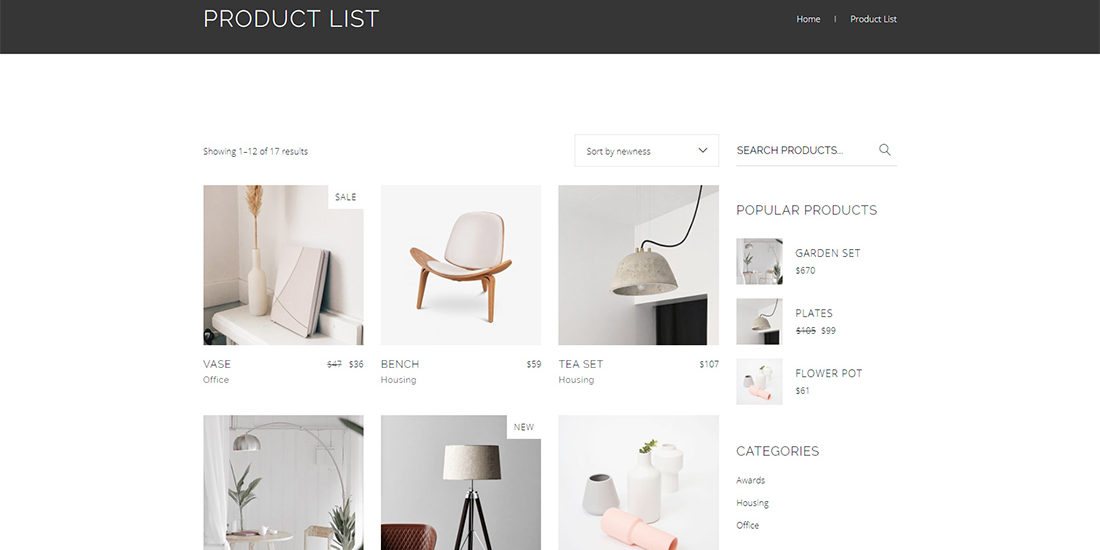 PRODUCT LIST
Home | Product List
Showing 1–12 of 17 results
Sort by newness
SEARCH PRODUCTS...
SALE
VASE $47 $36
Office
BENCH $59
Housing
TEA SET $107
Housing
NEW
POPULAR PRODUCTS
GARDEN SET
$670
PLATES
$105 $99
FLOWER POT
$61
CATEGORIES
Awards
Housing
Office